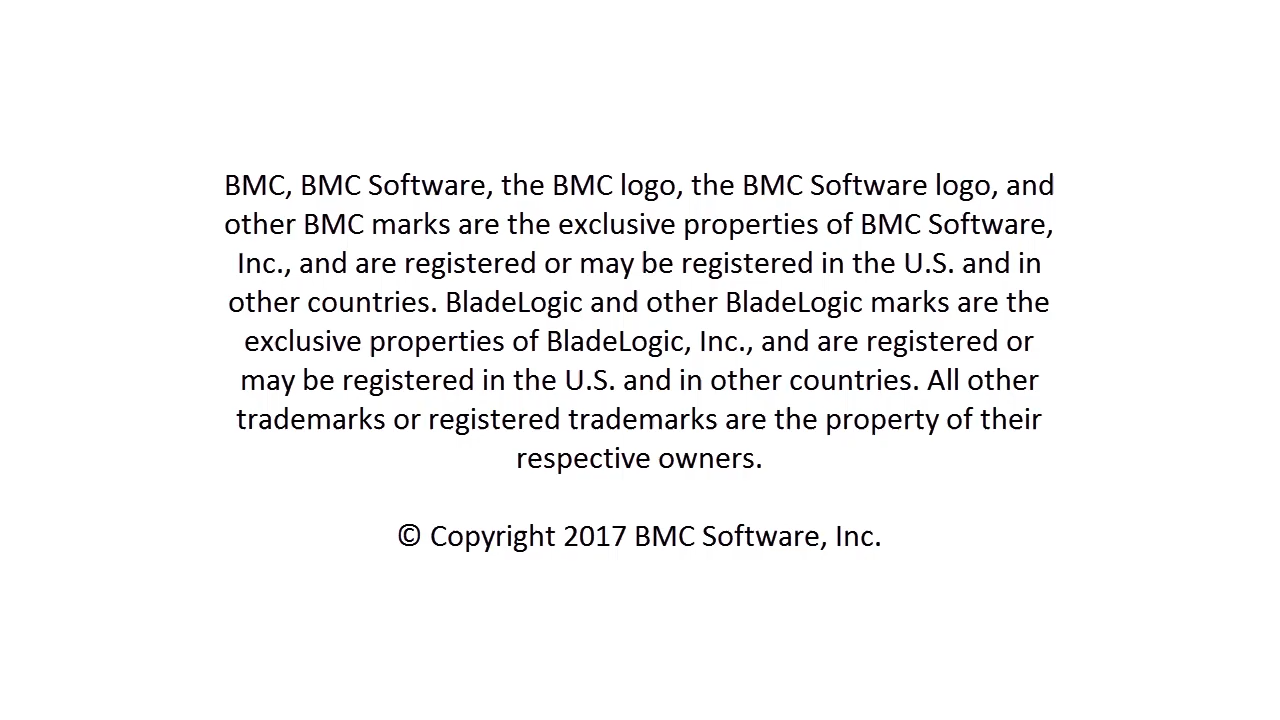 BMC, BMC Software, the BMC logo, the BMC Software logo, and
other BMC marks are the exclusive properties of BMC Software,
Inc., and are registered or may be registered in the U.S. and in
other countries. BladeLogic and other BladeLogic marks are the
exclusive properties of BladeLogic, Inc., and are registered or
may be registered in the U.S. and in other countries. All other
trademarks or registered trademarks are the property of their
respective owners.
© Copyright 2017 BMC Software, Inc.